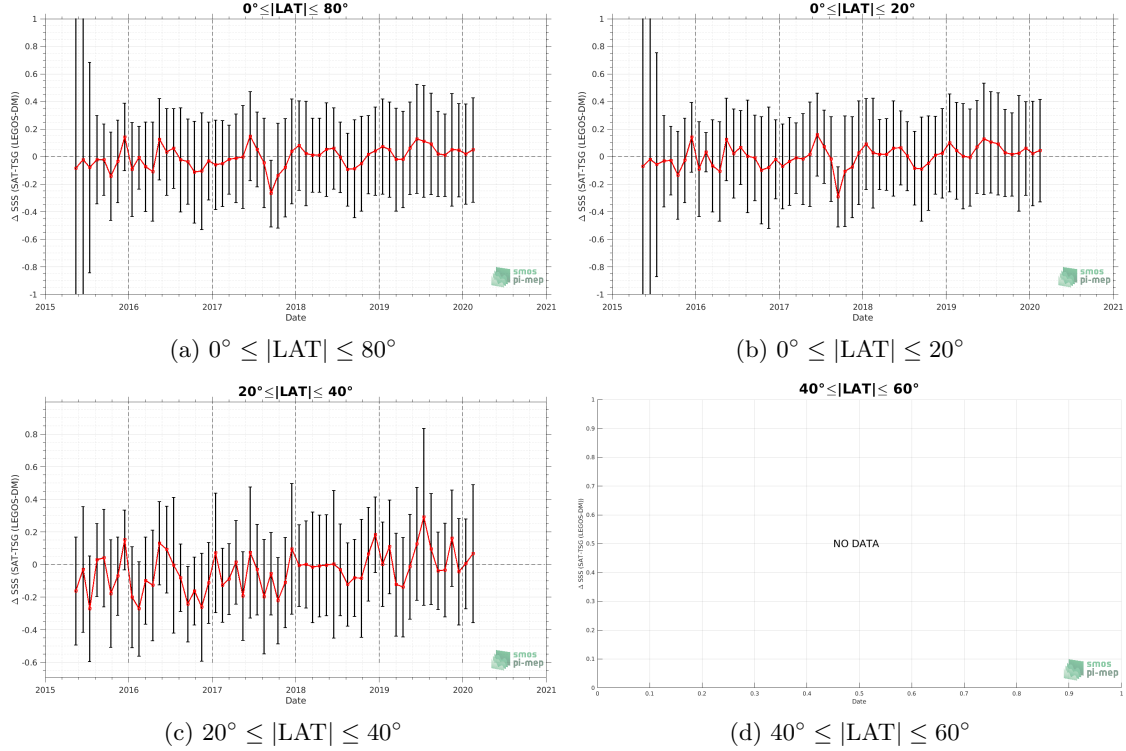 0°≤|LAT|≤ 80°
1
0.8
0.6
0.4
0.2
0
-0.2
-0.4
-0.6
-0.8
-1
Δ SSS (SAT-TSG (LEGOS-DM))
2015
2016
2017
2018
2019
2020
2021
Date
smos
pi-mep
(a) 0° ≤ |LAT| ≤ 80°
0°≤|LAT|≤ 20°
1
0.8
0.6
0.4
0.2
0
-0.2
-0.4
-0.6
-0.8
-1
Δ SSS (SAT-TSG (LEGOS-DM))
2015
2016
2017
2018
2019
2020
2021
Date
smos
pi-mep
(b) 0° ≤ |LAT| ≤ 20°
20°≤|LAT|≤ 40°
0.8
0.6
0.4
0.2
0
-0.2
-0.4
-0.6
Δ SSS (SAT-TSG (LEGOS-DM))
2015
2016
2017
2018
2019
2020
2021
Date
smos
pi-mep
(c) 20° ≤ |LAT| ≤ 40°
40°≤|LAT|≤ 60°
1
0.9
0.8
0.7
0.6
0.5
0.4
0.3
0.2
0.1
0
Δ SSS (SAT-TSG (LEGOS-DM))
NO DATA
0
0.1
0.2
0.3
0.4
0.5
0.6
0.7
0.8
0.9
1
Date
smos
pi-mep
(d) 40° ≤ |LAT| ≤ 60°